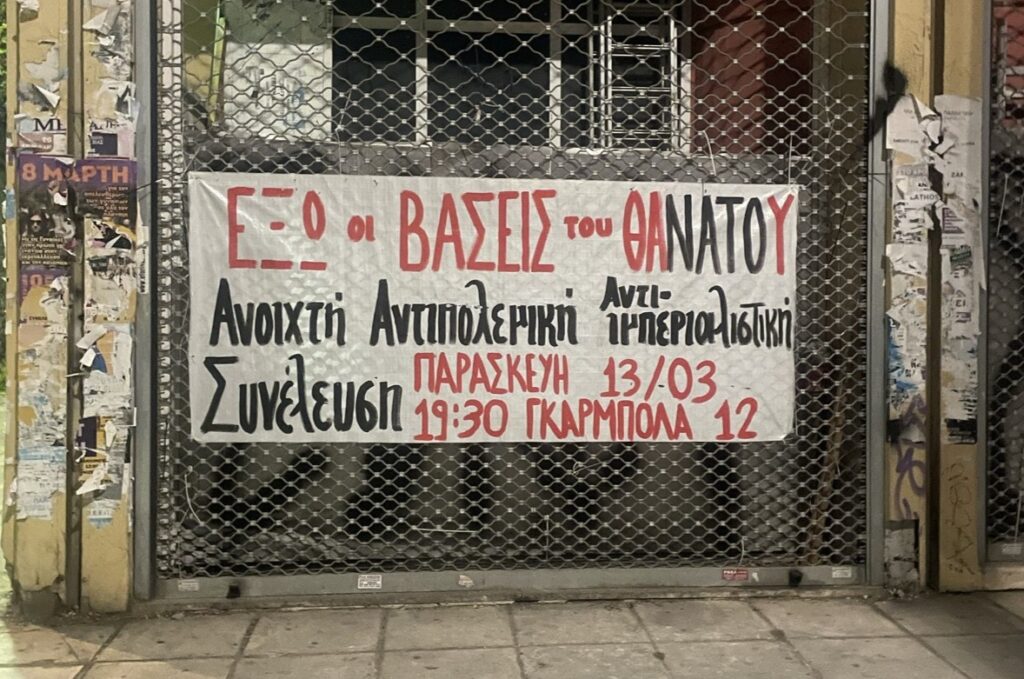 ΕΞΩ οι ΒΑΣΕΙΣ του ΘΑΝΑΤΟΥ
Ανοιχτή Αντιπολεμική Αντι-
ιμπεριαλιστική
Συνέλευση ΠΑΡΑΣΚΕΥΗ 13/03
19:30 ΓΚΑΡΜΠΟΛΑ 12
8 ΜΑΡΤΗ